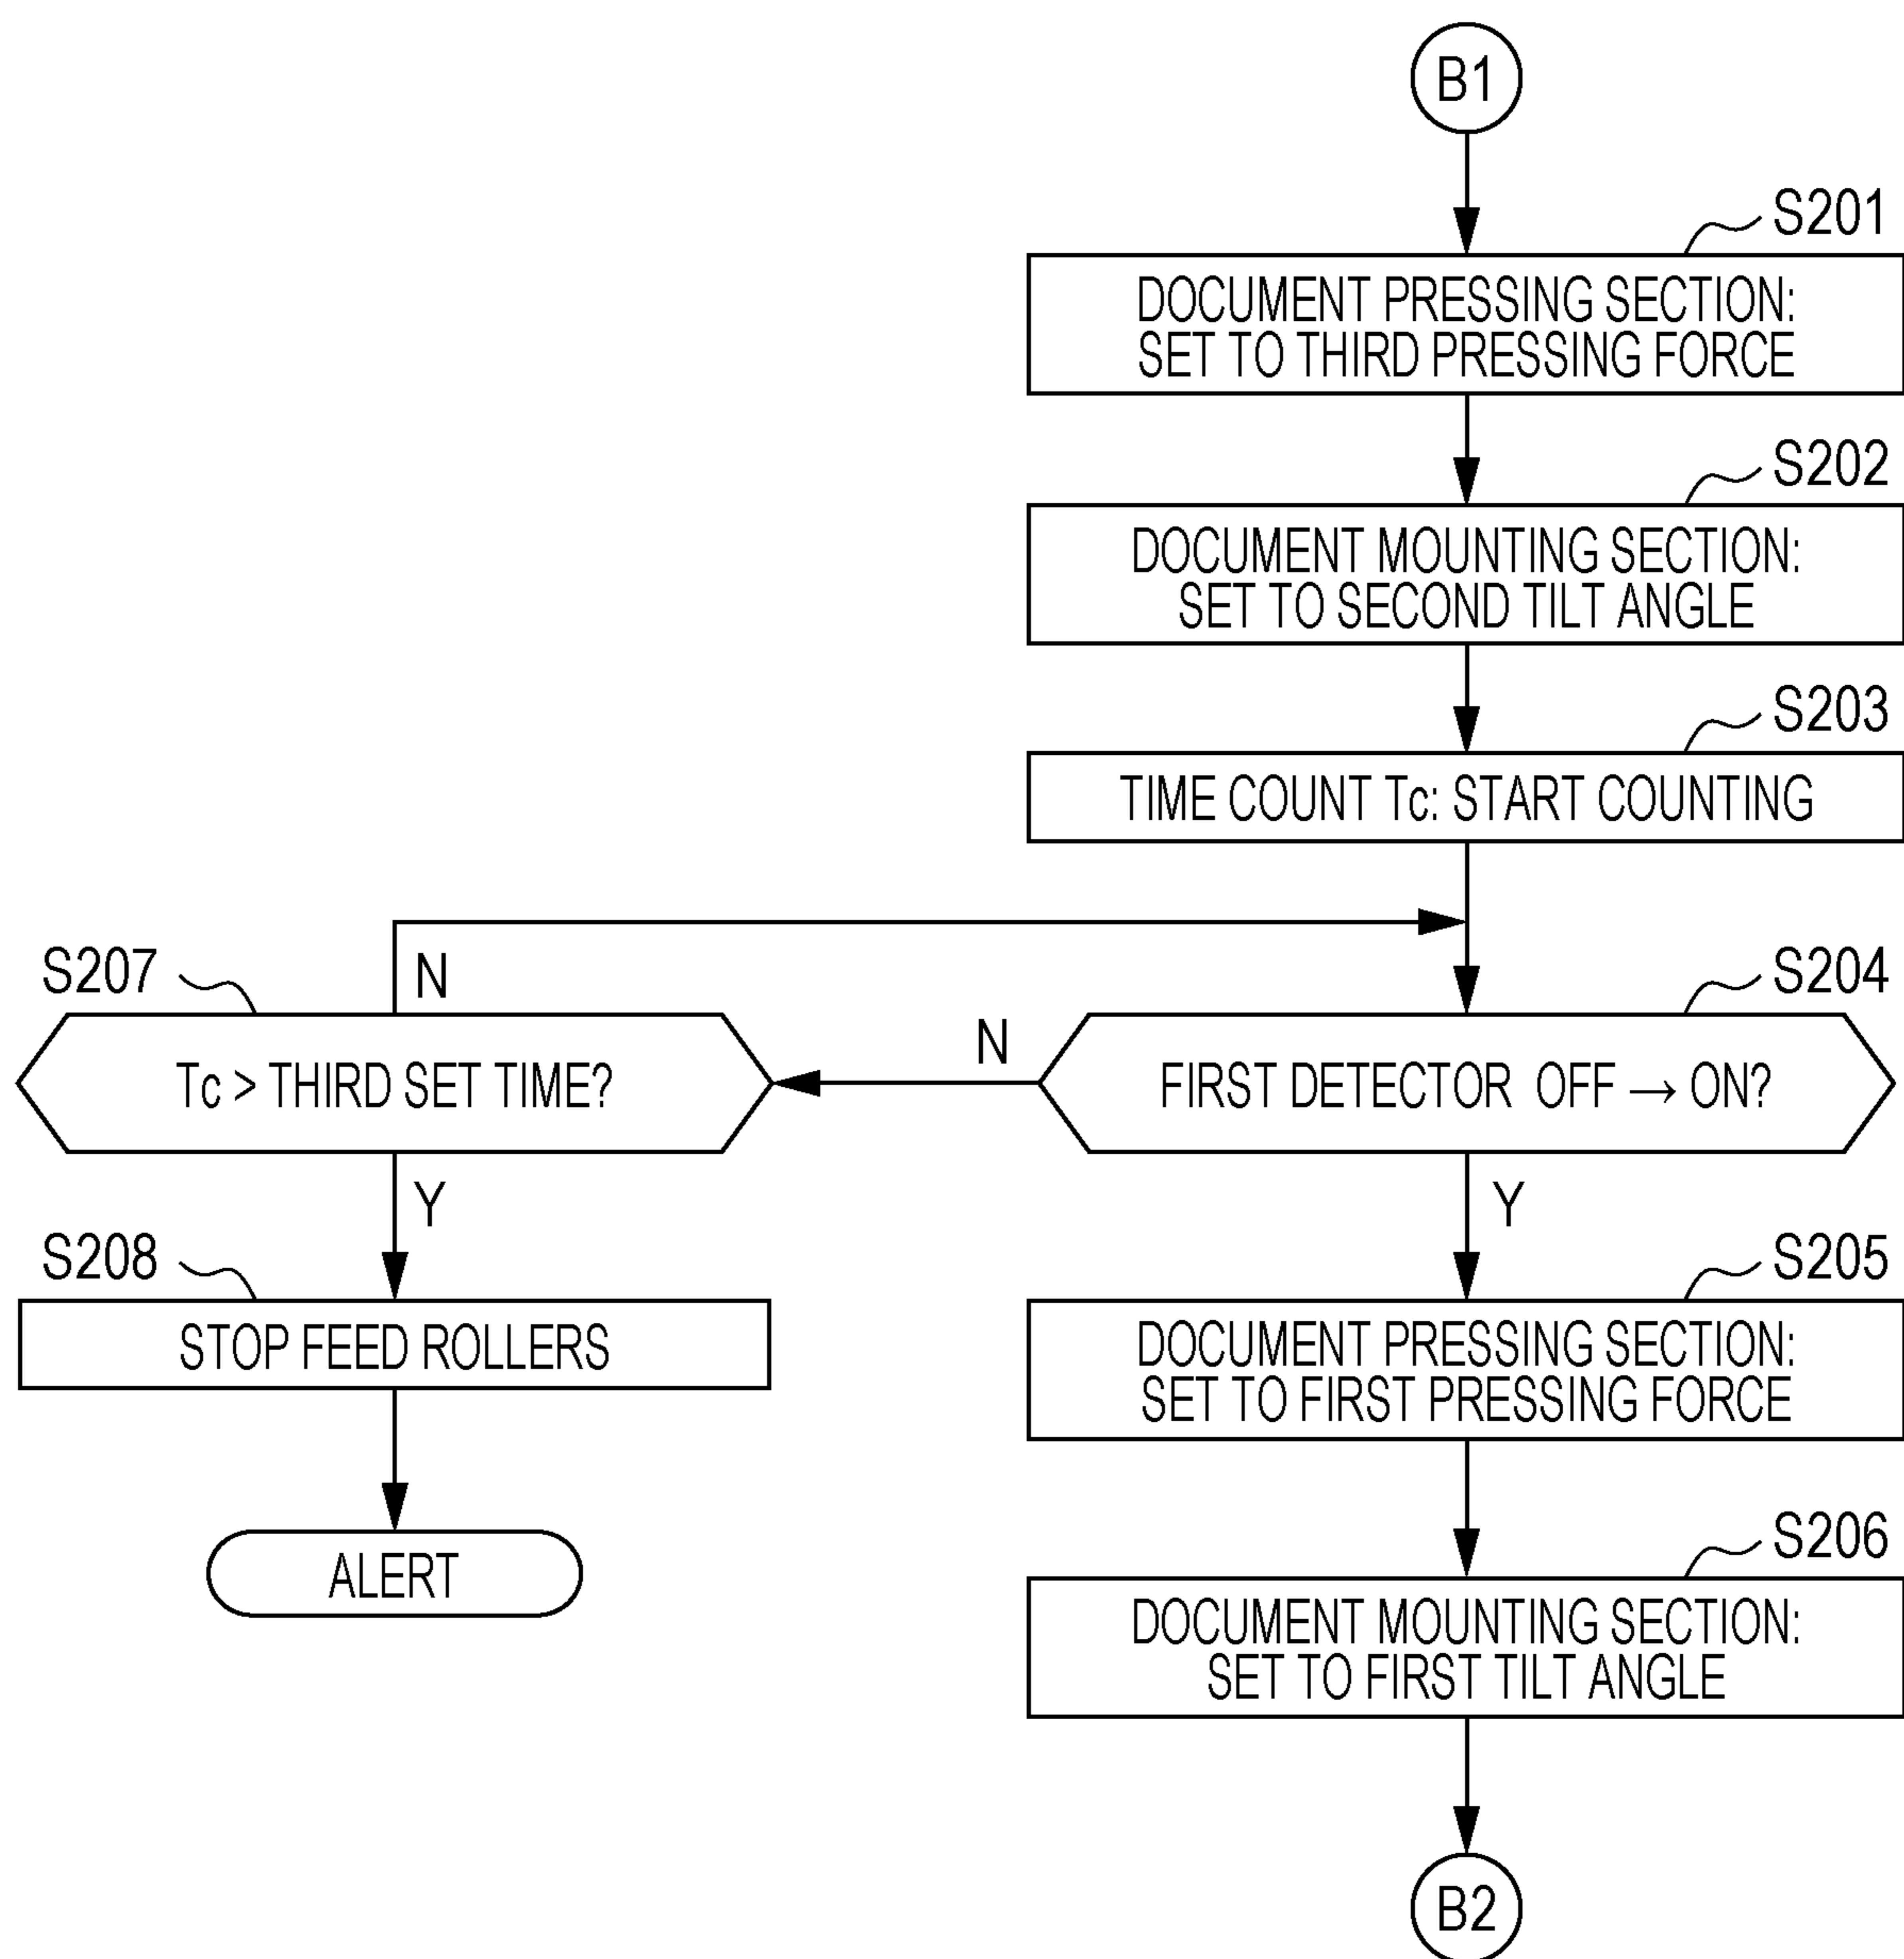 B1
S201
DOCUMENT PRESSING SECTION:
SET TO THIRD PRESSING FORCE
S202
DOCUMENT MOUNTING SECTION:
SET TO SECOND TILT ANGLE
S203
TIME COUNT Tc: START COUNTING
S204
FIRST DETECTOR OFF → ON?
N
Y
S207
Tc > THIRD SET TIME?
N
Y
S208
STOP FEED ROLLERS
ALERT
S205
DOCUMENT PRESSING SECTION:
SET TO FIRST PRESSING FORCE
S206
DOCUMENT MOUNTING SECTION:
SET TO FIRST TILT ANGLE
B2